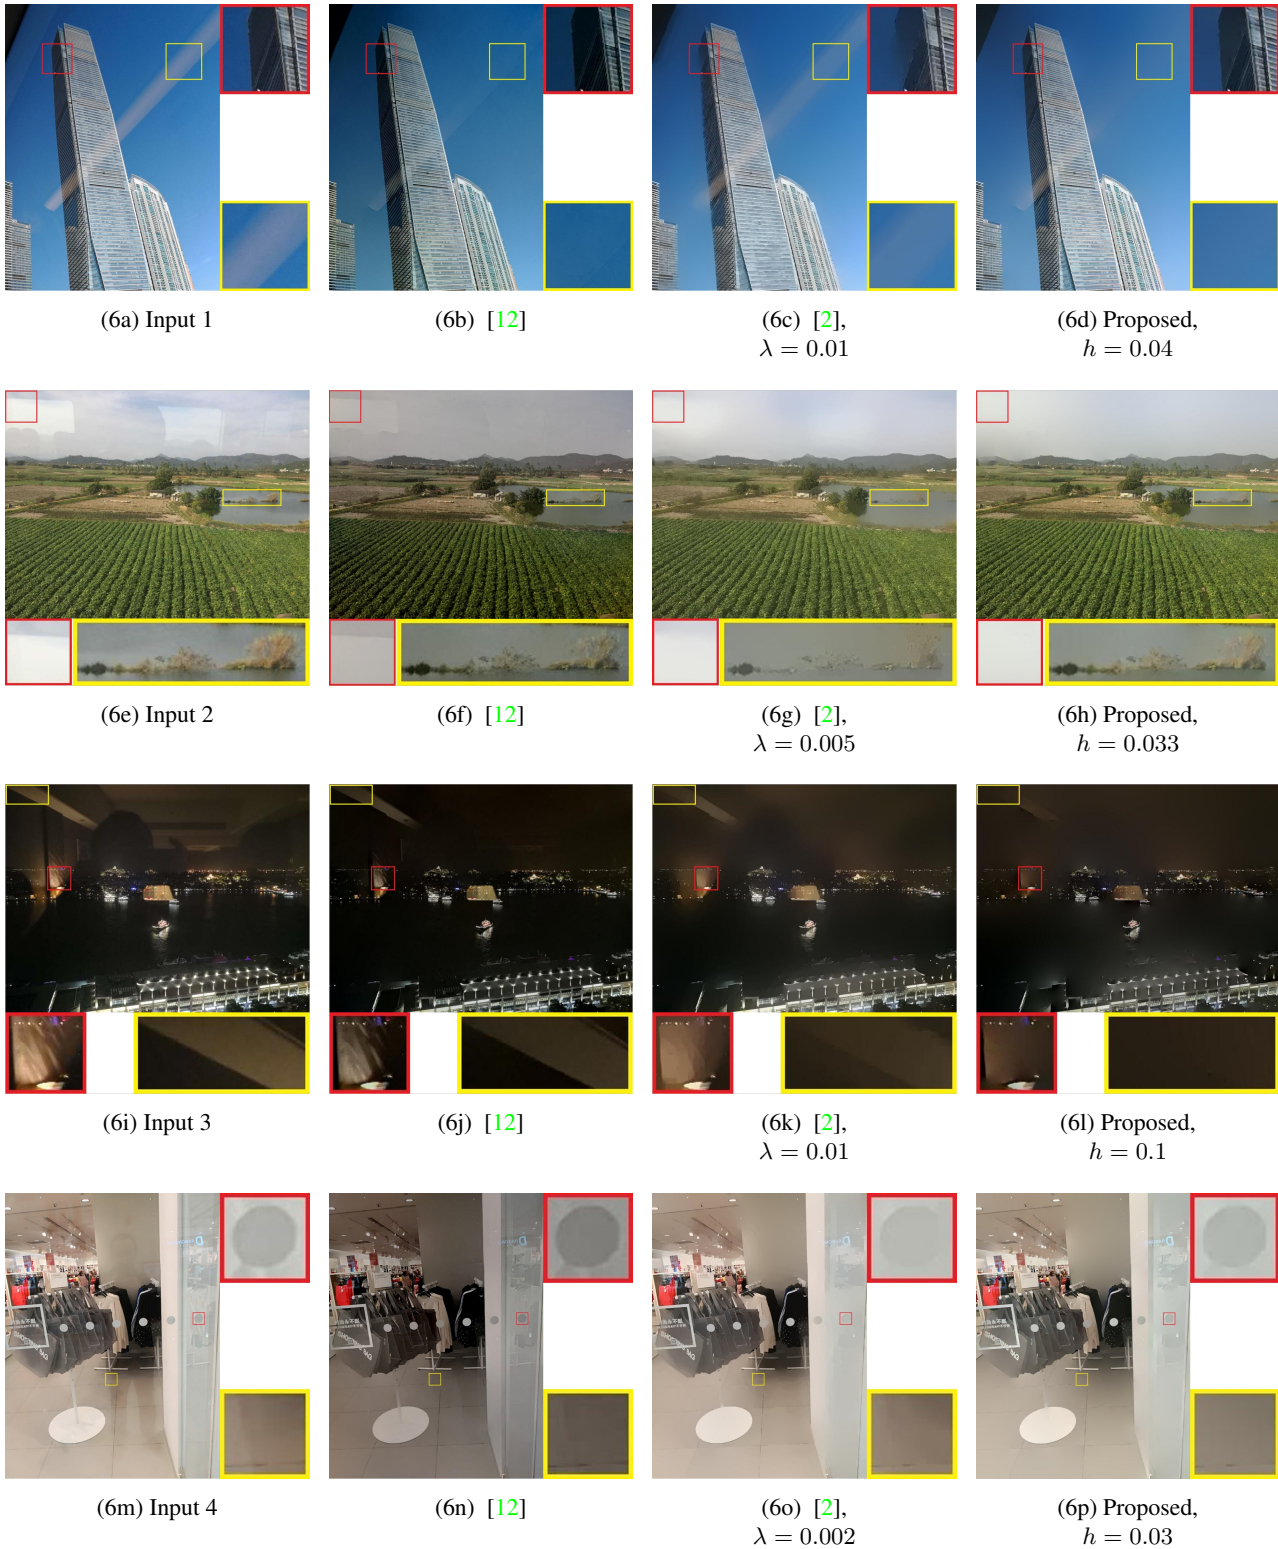 (6a) Input 1
(6b) [12]
(6c) [2],
λ = 0.01
(6d) Proposed,
h = 0.04
(6e) Input 2
(6f) [12]
(6g) [2],
λ = 0.005
(6h) Proposed,
h = 0.033
(6i) Input 3
(6j) [12]
(6k) [2],
λ = 0.01
(6l) Proposed,
h = 0.1
(6m) Input 4
(6n) [12]
(6o) [2],
λ = 0.002
(6p) Proposed,
h = 0.03